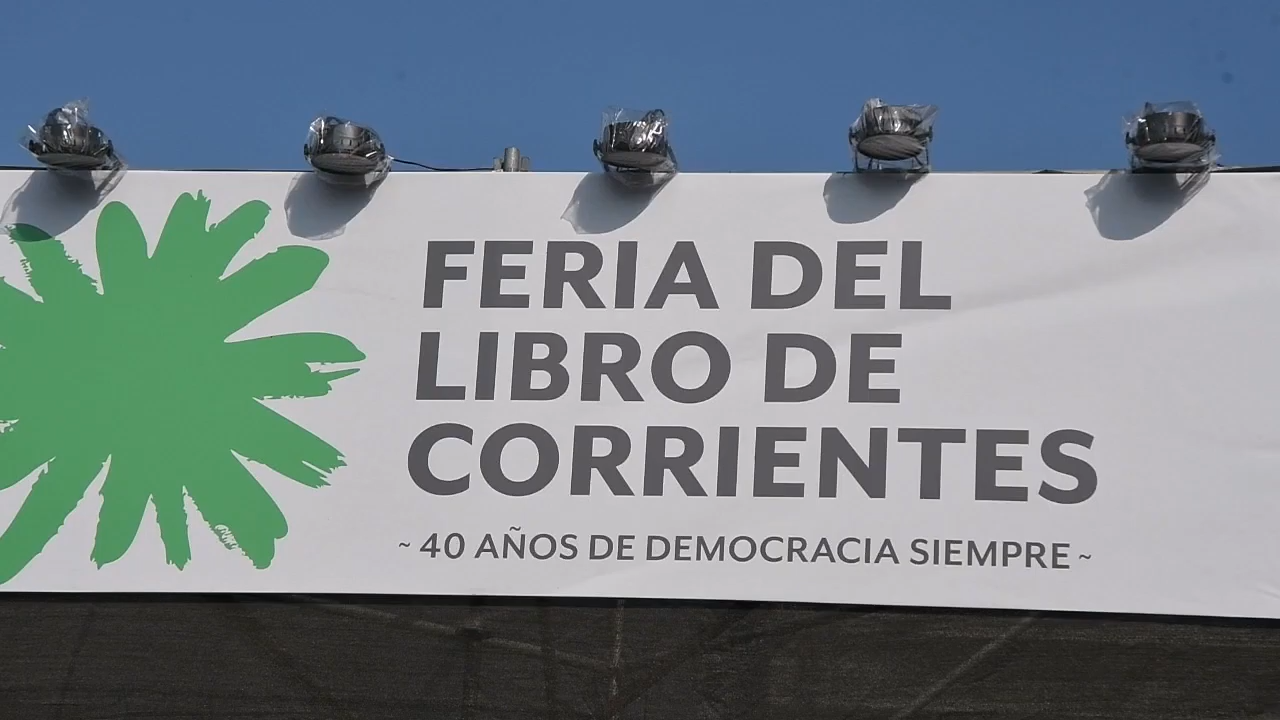 FERIA DEL
LIBRO DE
CORRIENTES
~ 40 AÑOS DE DEMOCRACIA SIEMPRE ~